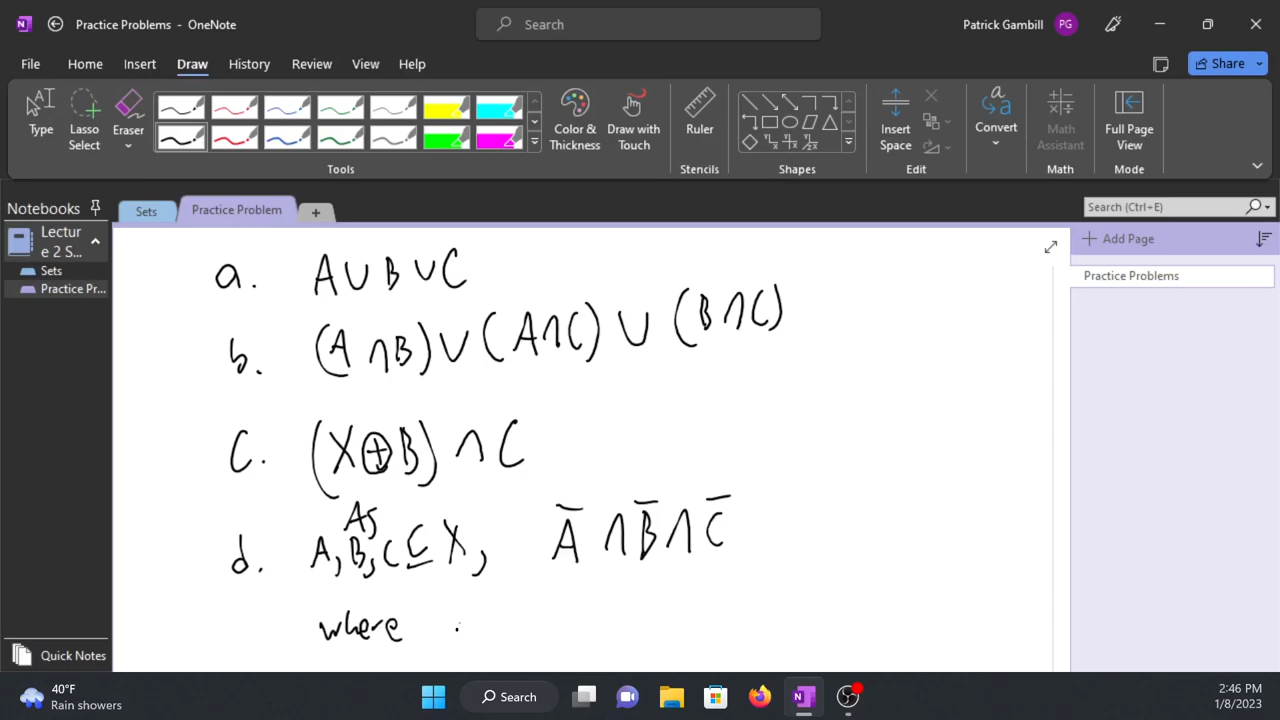 Practice Problems - OneNote
Search
Patrick Gambill PG
File Home Insert Draw History Review View Help
Share
Type
Lasso Select
Eraser
Color & Thickness
Draw with Touch
Ruler
Insert Space
Convert
Math Assistant
Full Page View
Tools
Stencils
Shapes
Edit
Math
Mode
Notebooks
Sets
Practice Problem
Search (Ctrl+E)
Lectur
e 2 S...
Sets
Practice Pr...
Add Page
Practice Problems
a. A∪B∪C
b. (A∩B)∪(A∩C)∪(B∩C)
C. (X⊕B)∩C
As
d. A,B,C⊆X, A̅∩B̅∩C̅
where
Quick Notes
40°F
Rain showers
Search
2:46 PM
1/8/2023